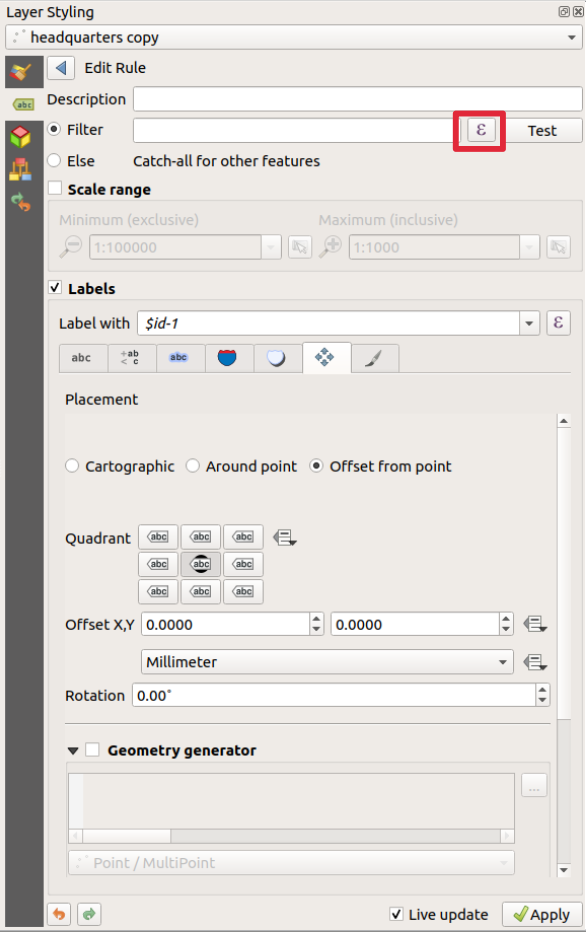 Layer Styling
headquarters copy
Edit Rule
Description
Filter ε Test
Else Catch-all for other features
Scale range
Minimum (exclusive) Maximum (inclusive)
1:100000 1:1000
Labels
Label with $id-1 ε
abc +ab < c abc
Placement
Cartographic Around point Offset from point
Quadrant abc abc abc
abc abc abc
abc abc abc
Offset X,Y 0.0000 0.0000
Millimeter
Rotation 0.00°
Geometry generator
...
Point / MultiPoint
Live update Apply